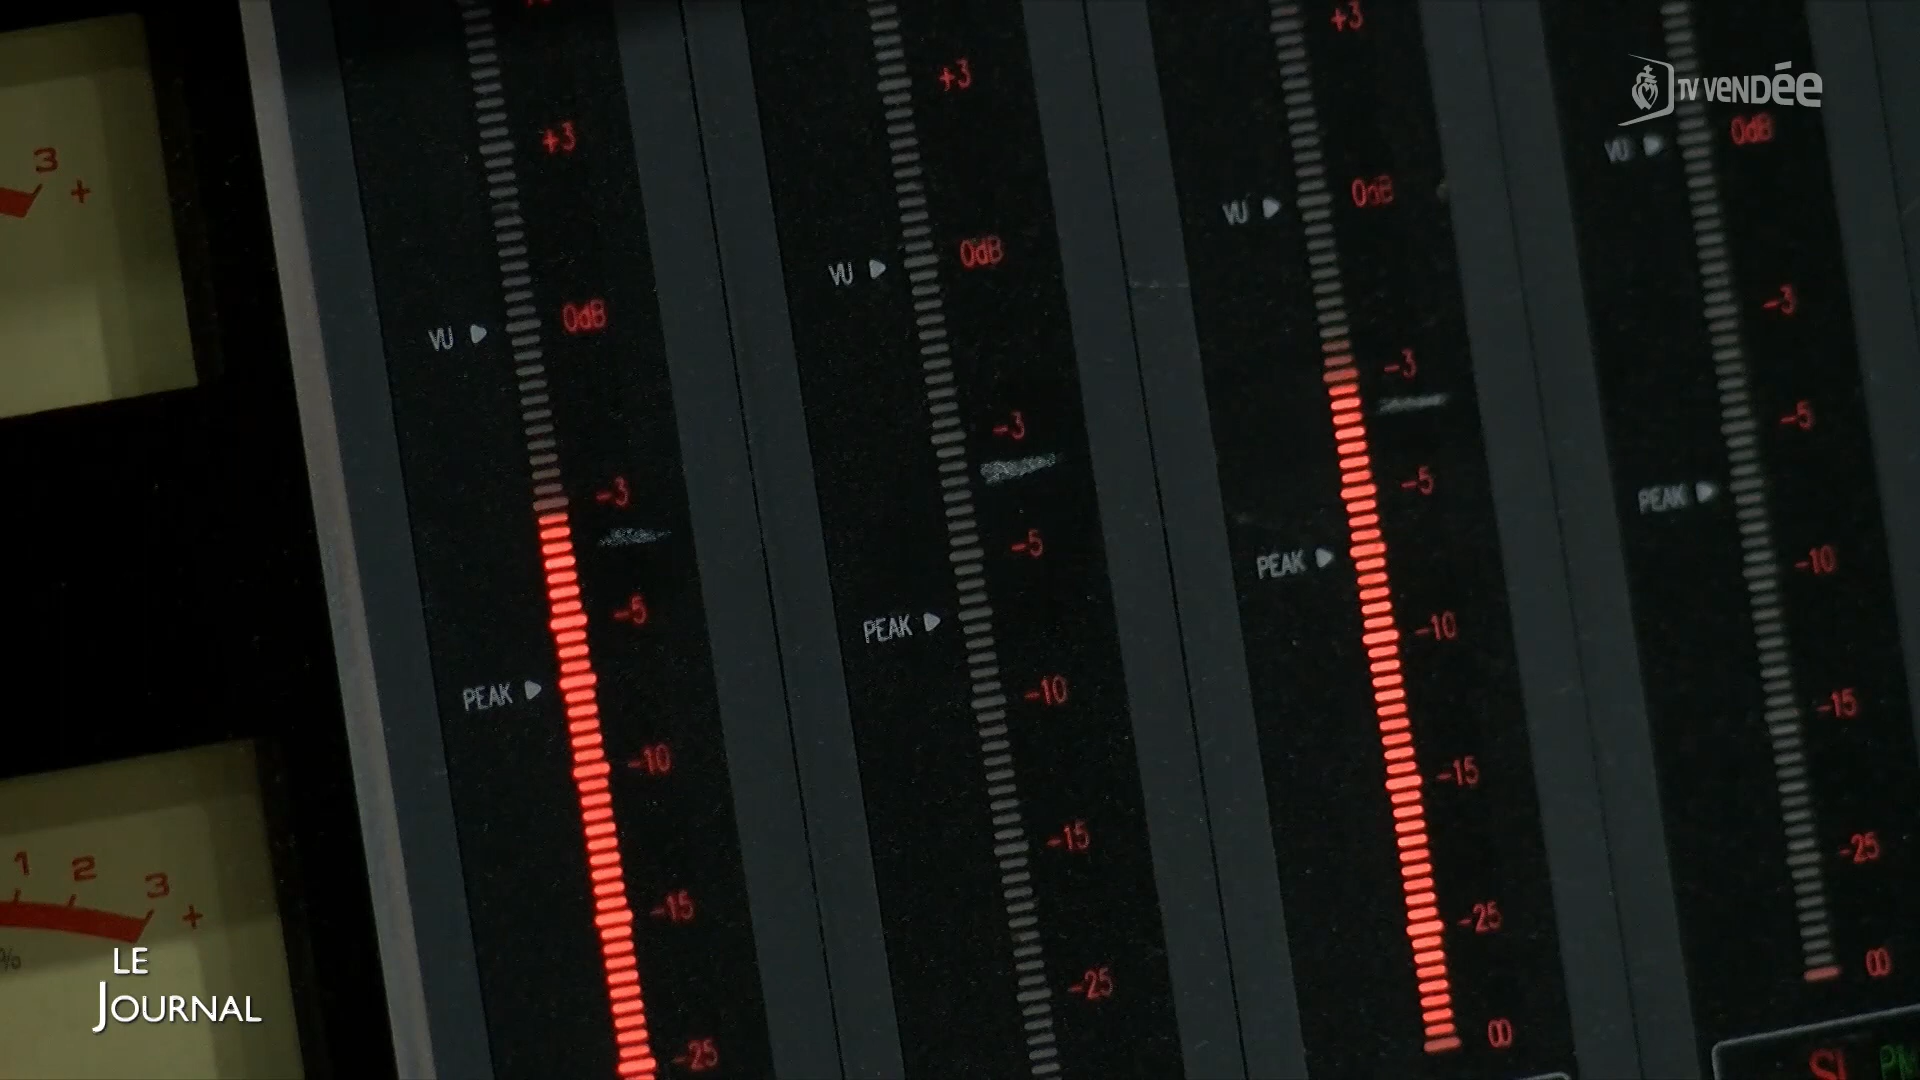 3
+
1
2
3
+
%
+3
VU
0dB
-3
-5
PEAK
-10
-15
-25
+3
VU
0dB
-3
-5
PEAK
-10
-15
-25
+3
VU
0dB
-3
-5
PEAK
-10
-15
-25
∞
VU
0dB
-3
-5
PEAK
-10
-15
-25
∞
TV VENDÉE
LE
JOURNAL